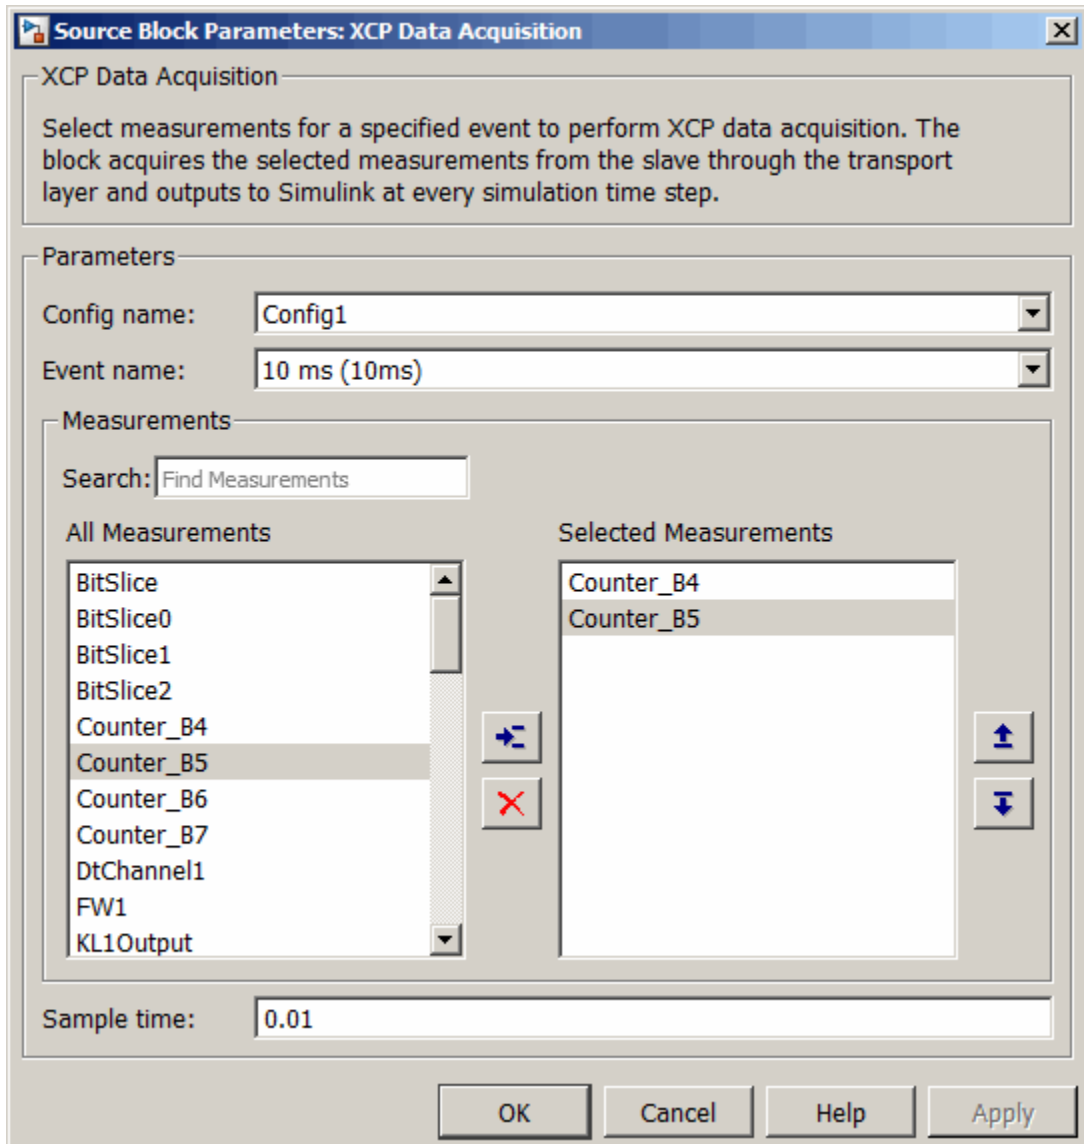 Source Block Parameters: XCP Data Acquisition
XCP Data Acquisition
Select measurements for a specified event to perform XCP data acquisition. The
block acquires the selected measurements from the slave through the transport
layer and outputs to Simulink at every simulation time step.
Parameters
Config name: Config1
Event name: 10 ms (10ms)
Measurements
Search: Find Measurements
All Measurements
BitSlice
BitSlice0
BitSlice1
BitSlice2
Counter_B4
Counter_B5
Counter_B6
Counter_B7
DtChannel1
FW1
KL1Output
Selected Measurements
Counter_B4
Counter_B5
Sample time: 0.01
OK Cancel Help Apply